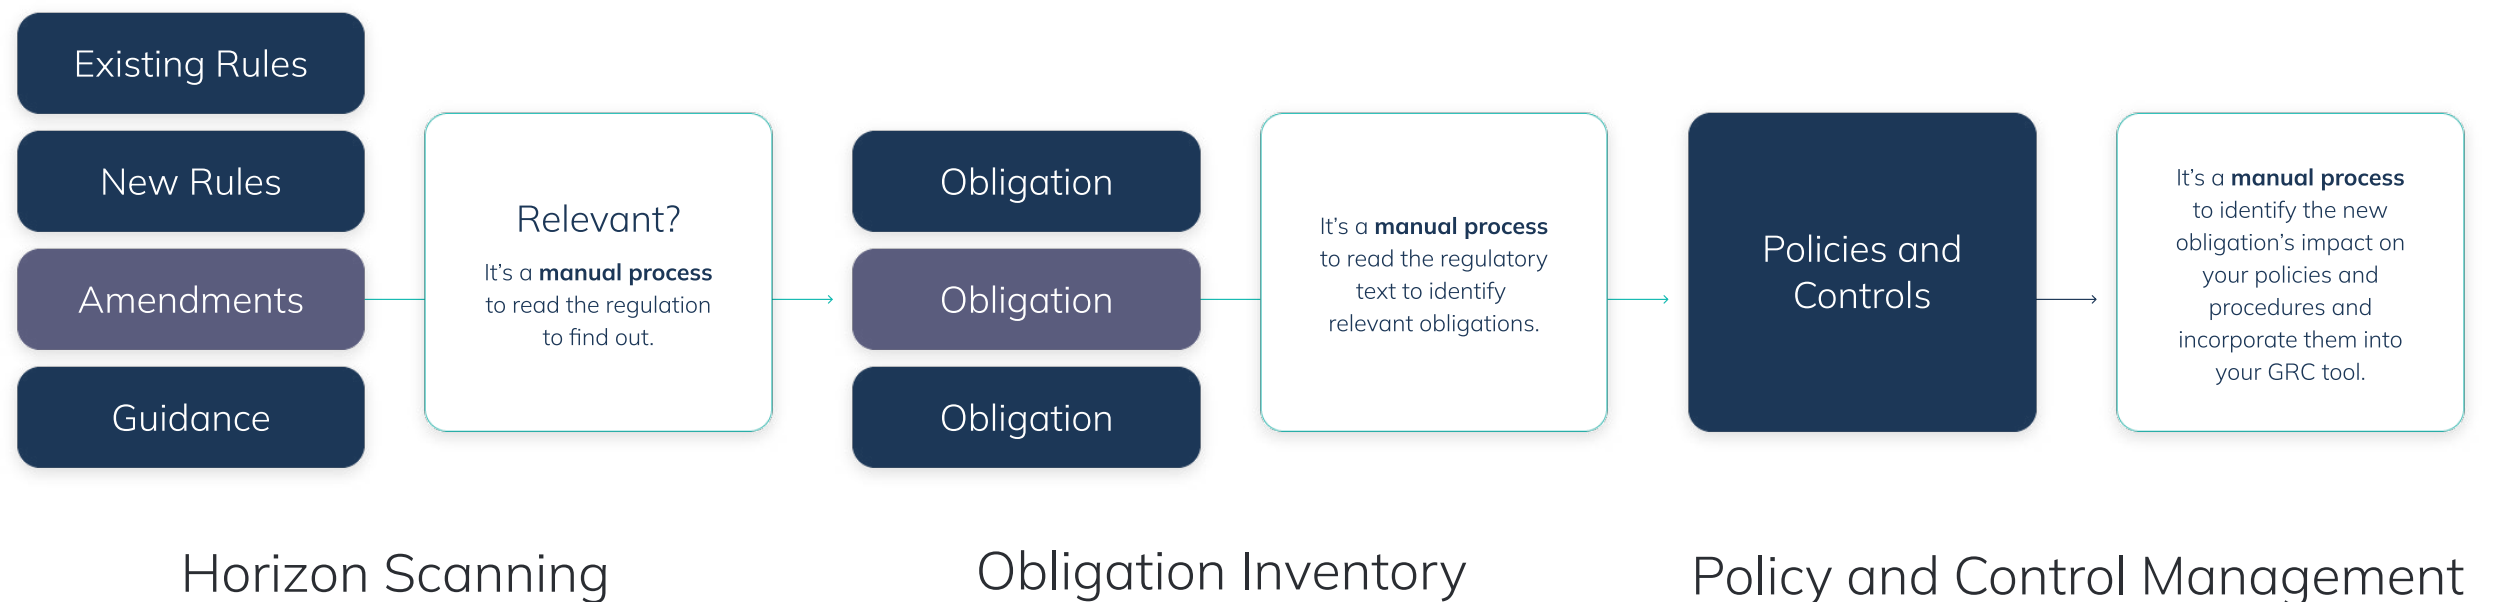 Existing Rules
New Rules
Amendments
Guidance
Relevant?
It's a manual process
to read the regulation
to find out.
Horizon Scanning
Obligation
Obligation
Obligation
It's a manual process
to read the regulatory
text to identify
relevant obligations.
Obligation Inventory
Policies and
Controls
It's a manual process
to identify the new
obligation's impact on
your policies and
procedures and
incorporate them into
your GRC tool.
Policy and Control Management